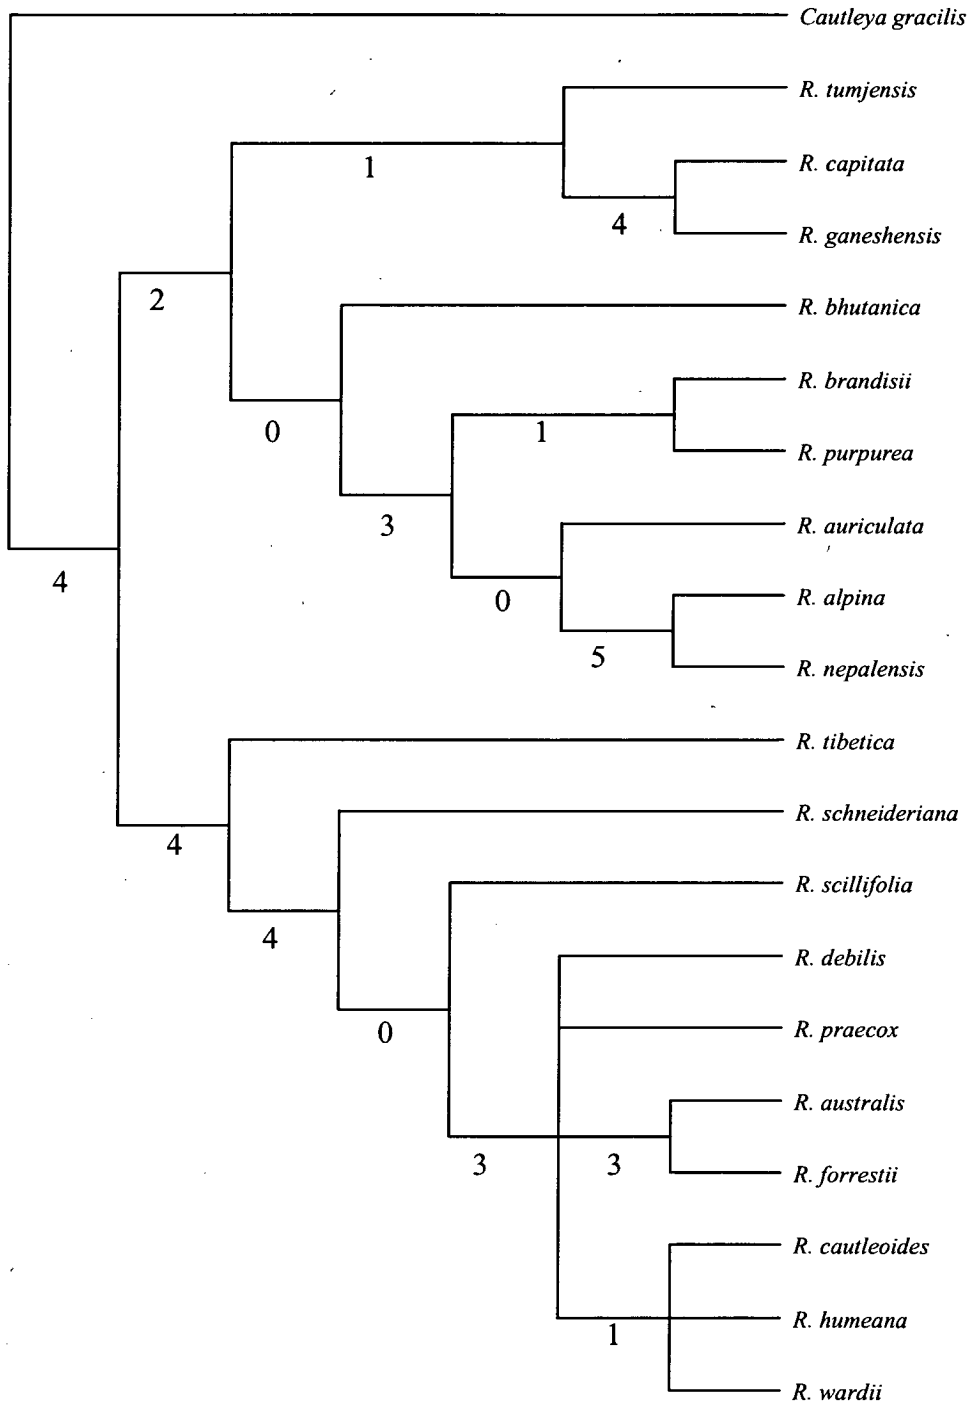 Cautleya gracilis
R. tumjensis
1
R. capitata
4
R. ganeshensis
2
R. bhutanica
R. brandisii
0
1
R. purpurea
3
R. auriculata
4
0
R. alpina
5
R. nepalensis
R. tibetica
R. schneideriana
4
R. scillifolia
4
R. debilis
0
R. praecox
R. australis
3
3
R. forrestii
R. cautleoides
R. humeana
1
R. wardii